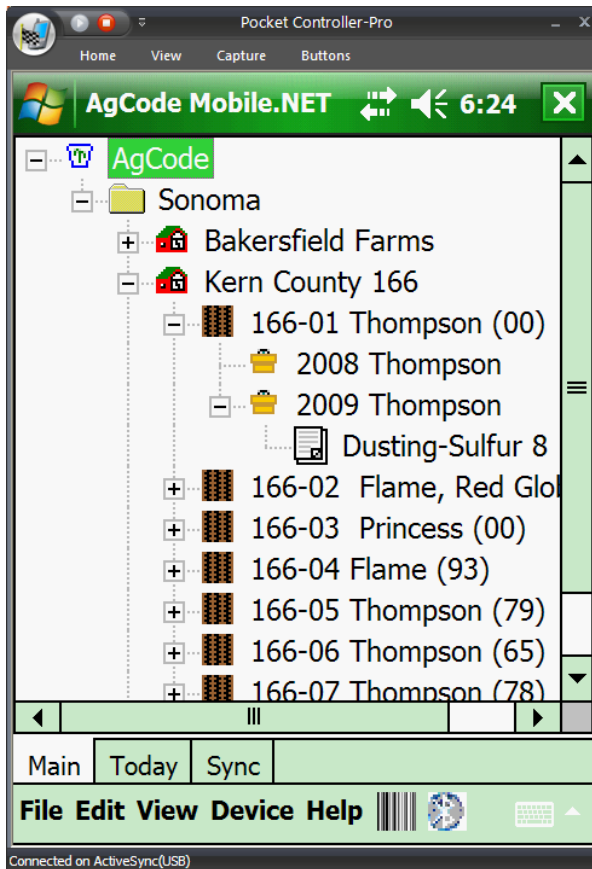 Pocket Controller-Pro
Home View Capture Buttons
AgCode Mobile.NET 6:24
AgCode
Sonoma
Bakersfield Farms
Kern County 166
166-01 Thompson (00)
2008 Thompson
2009 Thompson
Dusting-Sulfur 8
166-02 Flame, Red Glo
166-03 Princess (00)
166-04 Flame (93)
166-05 Thompson (79)
166-06 Thompson (65)
166-07 Thompson (78)
Main Today Sync
File Edit View Device Help
Connected on ActiveSync(USB)